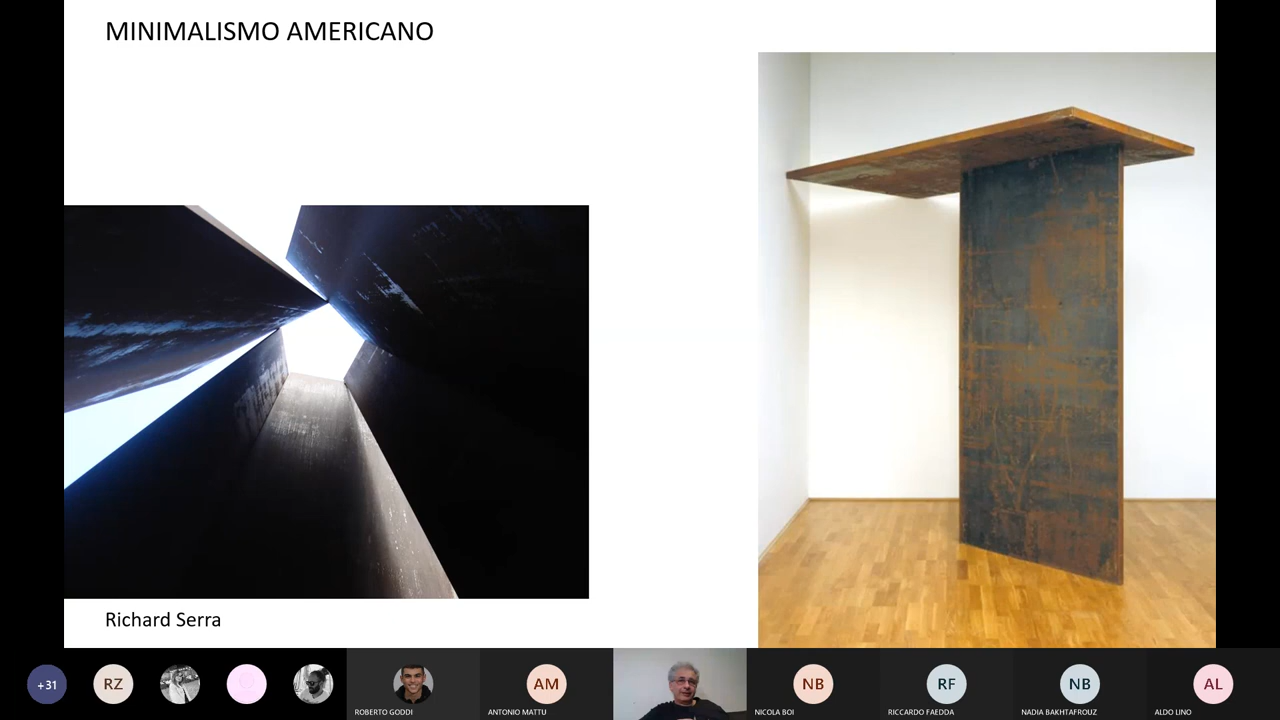 MINIMALISMO AMERICANO
Richard Serra
+31
RZ
AM
NB
RF
NB
AL
ROBERTO GODDI
ANTONIO MATTU
NICOLA BOI
RICCARDO FAEDDA
NADIA BAKHTAFROUZ
ALDO LINO